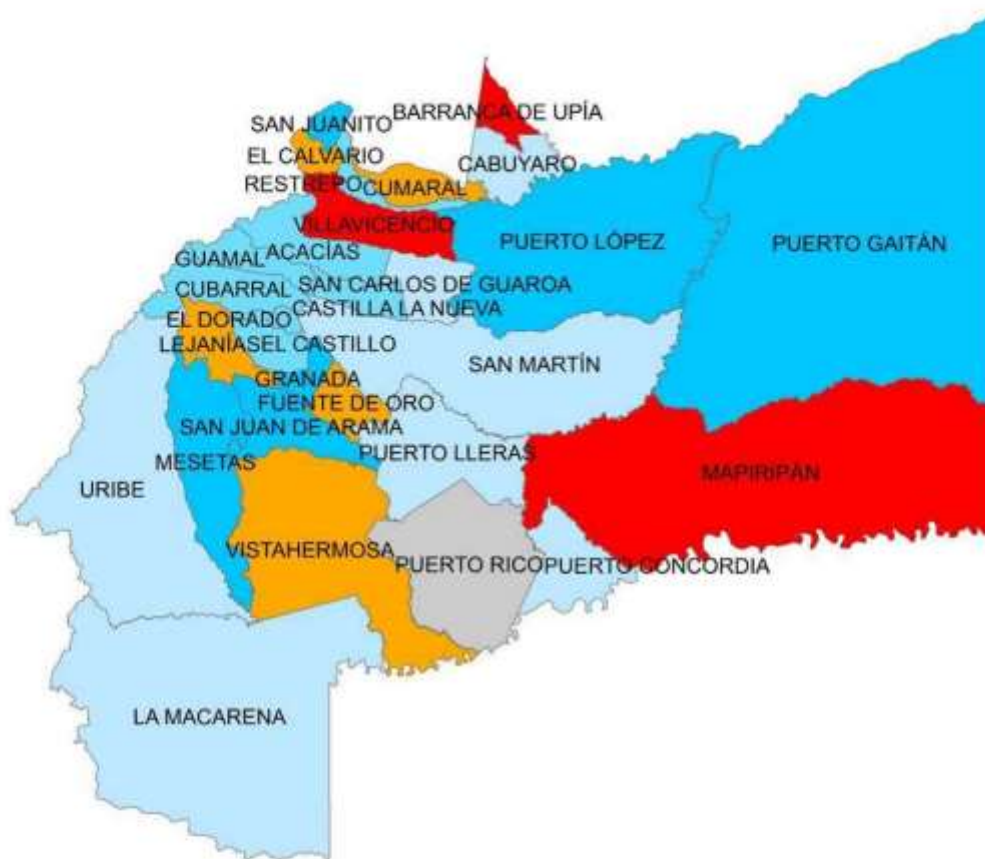 BARRANCA DE UPÍA
SAN JUANITO
EL CALVARIO
CABUYARO
RESTREPO
CUMARAL
VILLAVICENCIO
PUERTO LÓPEZ
PUERTO GAITÁN
ACACÍAS
GUAMAL
SAN CARLOS DE GUAROA
CUBARRAL
CASTILLA LA NUEVA
EL DORADO
LEJANÍAS
EL CASTILLO
SAN MARTÍN
GRANADA
FUENTE DE ORO
SAN JUAN DE ARAMA
PUERTO LLERAS
MESETAS
MAPIRIPÁN
URIBE
VISTAHERMOSA
PUERTO RICO
PUERTO CONCORDIA
LA MACARENA